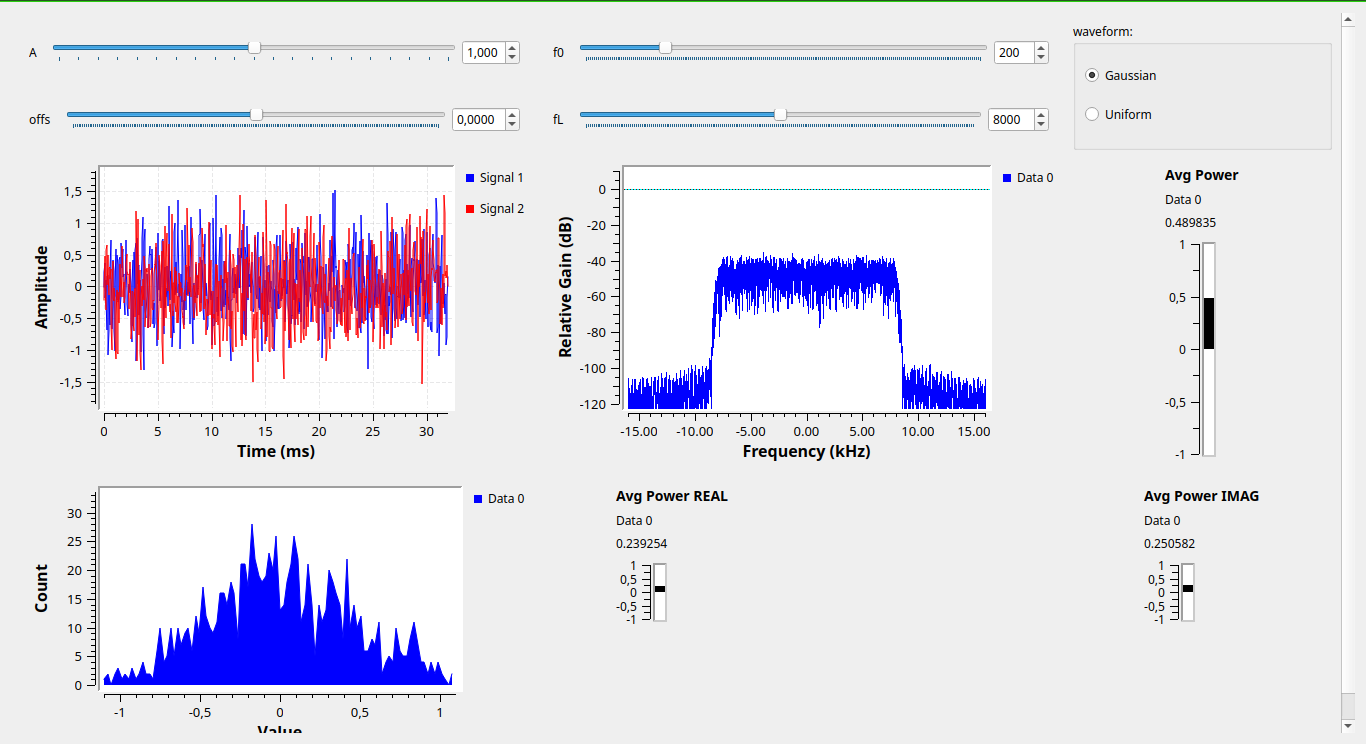 A 1,000 f0 200 waveform:
Gaussian
offs 0,0000 fL 8000 Uniform
Signal 1
Signal 2
1,5
1
0,5
0
-0,5
-1
-1,5
Amplitude
0 5 10 15 20 25 30
Time (ms)
Data 0
0
-20
-40
-60
-80
-100
-120
Relative Gain (dB)
-15.00 -10.00 -5.00 0.00 5.00 10.00 15.00
Frequency (kHz)
Avg Power
Data 0
0.489835
1
0,5
0
-0,5
-1
Data 0
30
25
20
15
10
5
0
Count
-1 -0,5 0 0,5 1
Value
Avg Power REAL
Data 0
0.239254
1
0,5
0
-0,5
-1
Avg Power IMAG
Data 0
0.250582
1
0,5
0
-0,5
-1